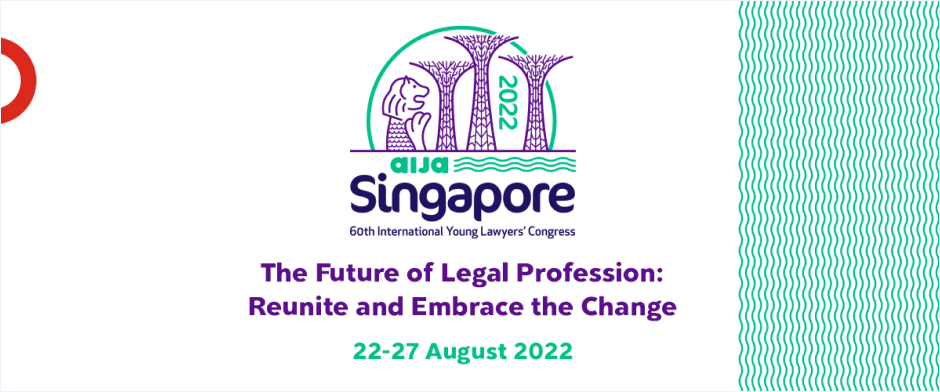 2022
aija
Singapore
60th International Young Lawyers' Congress
The Future of Legal Profession:
Reunite and Embrace the Change
22-27 August 2022